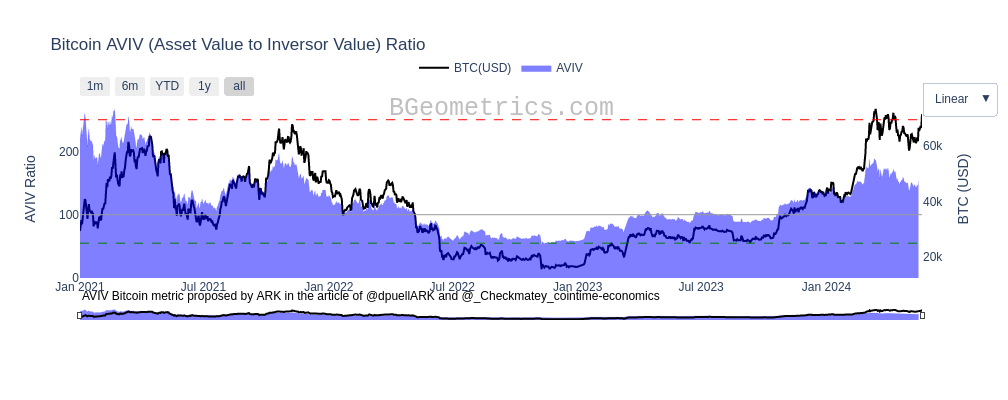 Bitcoin AVIV (Asset Value to Inversor Value) Ratio
BTC(USD) AVIV
1m 6m YTD 1y all
BGeometrics.com
Linear ▼
AVIV Ratio
200
100
0
BTC (USD)
60k
40k
20k
Jan 2021 Jul 2021 Jan 2022 Jul 2022 Jan 2023 Jul 2023 Jan 2024
AVIV Bitcoin metric proposed by ARK in the article of @dpuellARK and @_Checkmatey_cointime-economics